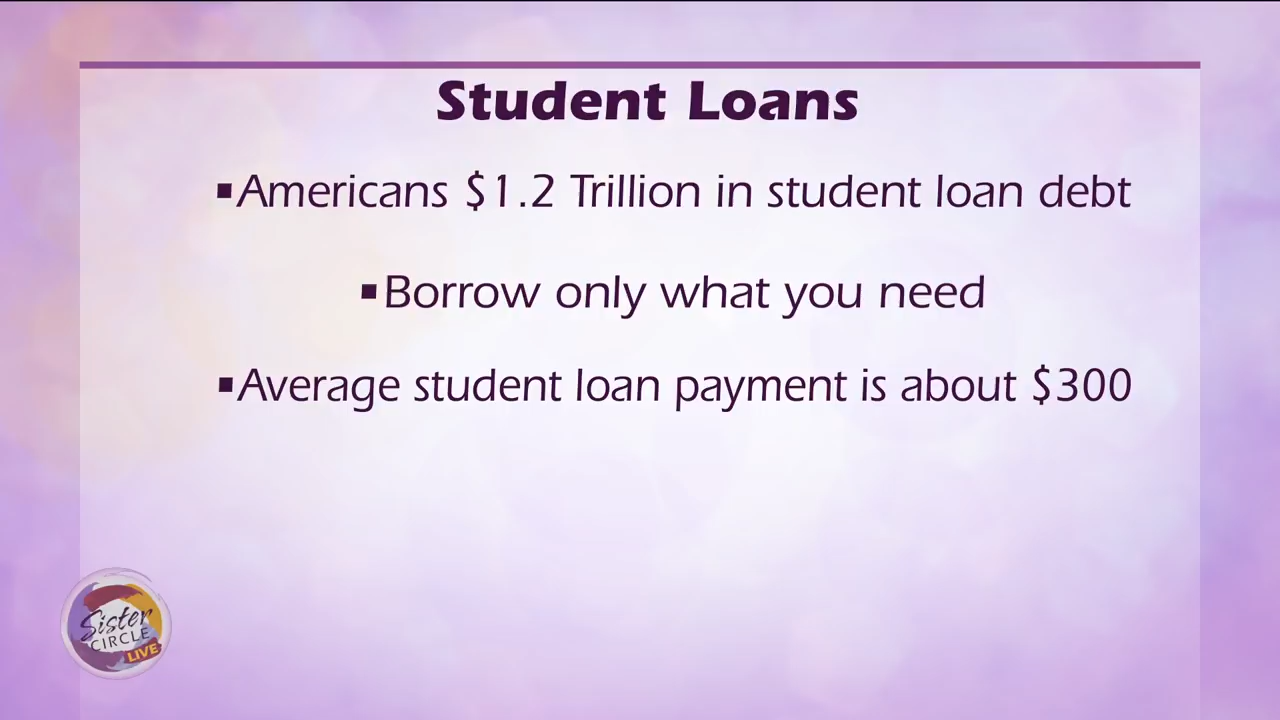 Student Loans
▪Americans $1.2 Trillion in student loan debt
▪Borrow only what you need
▪Average student loan payment is about $300
Sister
CIRCLE
LIVE